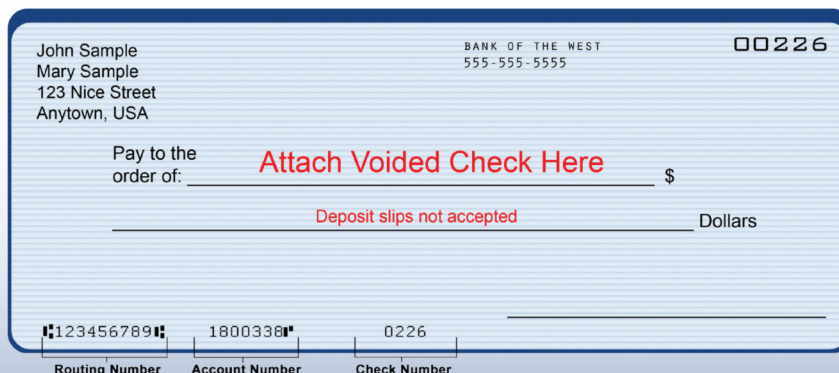 John Sample
Mary Sample
123 Nice Street
Anytown, USA
BANK OF THE WEST
555-555-5555
00226
Pay to the
order of: Attach Voided Check Here $
Deposit slips not accepted Dollars
⑆123456789⑆ 1800338⑈ 0226
Routing Number Account Number Check Number